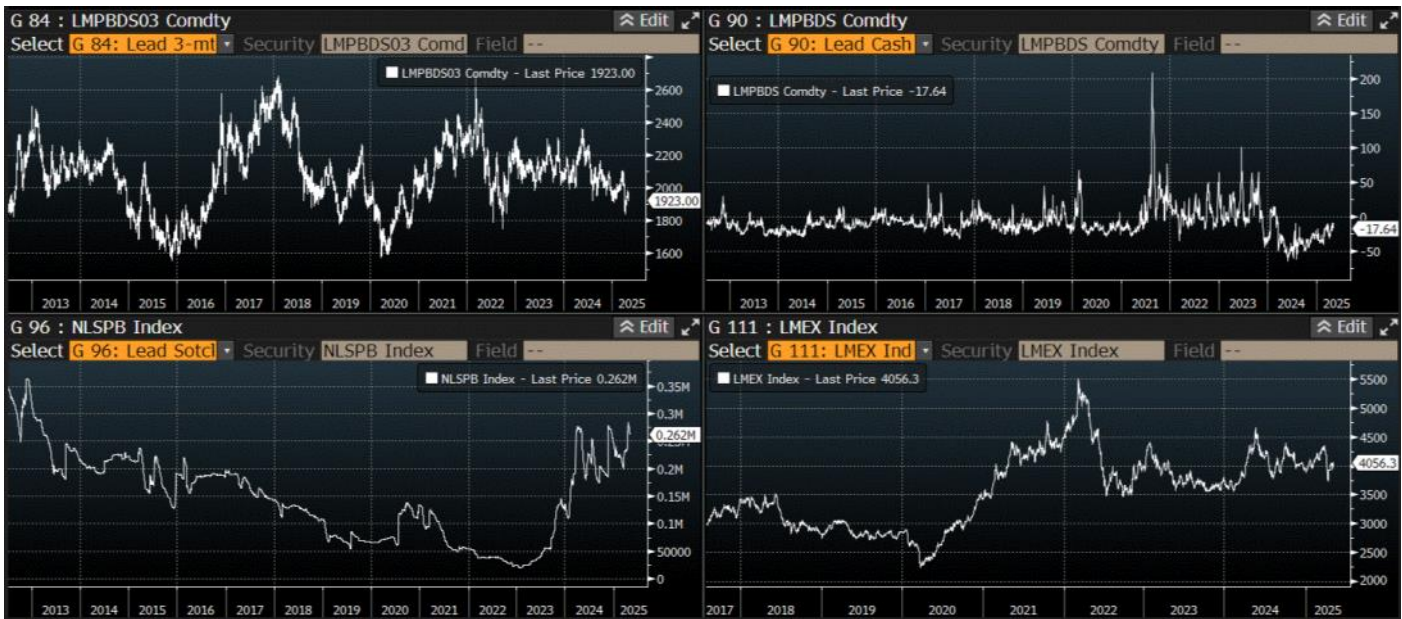 G 84 : LMPBDS03 Comdty
Edit
Select G 84: Lead 3-mt Security LMPBDS03 Comd Field --
LMPBDS03 Comdty - Last Price 1923.00
2600
2400
2200
2000
1923.00
1800
1600
2013 2014 2015 2016 2017 2018 2019 2020 2021 2022 2023 2024 2025
G 90 : LMPBDS Comdty
Edit
Select G 90: Lead Cash Security LMPBDS Comdty Field --
LMPBDS Comdty - Last Price -17.64
200
150
100
50
0
-17.64
-50
2013 2014 2015 2016 2017 2018 2019 2020 2021 2022 2023 2024 2025
G 96 : NLSPB Index
Edit
Select G 96: Lead Sotcl Security NLSPB Index Field --
NLSPB Index - Last Price 0.262M
0.35M
0.3M
0.262M
0.2M
0.15M
0.1M
50000
0
2013 2014 2015 2016 2017 2018 2019 2020 2021 2022 2023 2024 2025
G 111 : LMEX Index
Edit
Select G 111: LMEX Ind Security LMEX Index Field --
LMEX Index - Last Price 4056.3
5500
5000
4500
4056.3
3500
3000
2500
2000
2017 2018 2019 2020 2021 2022 2023 2024 2025